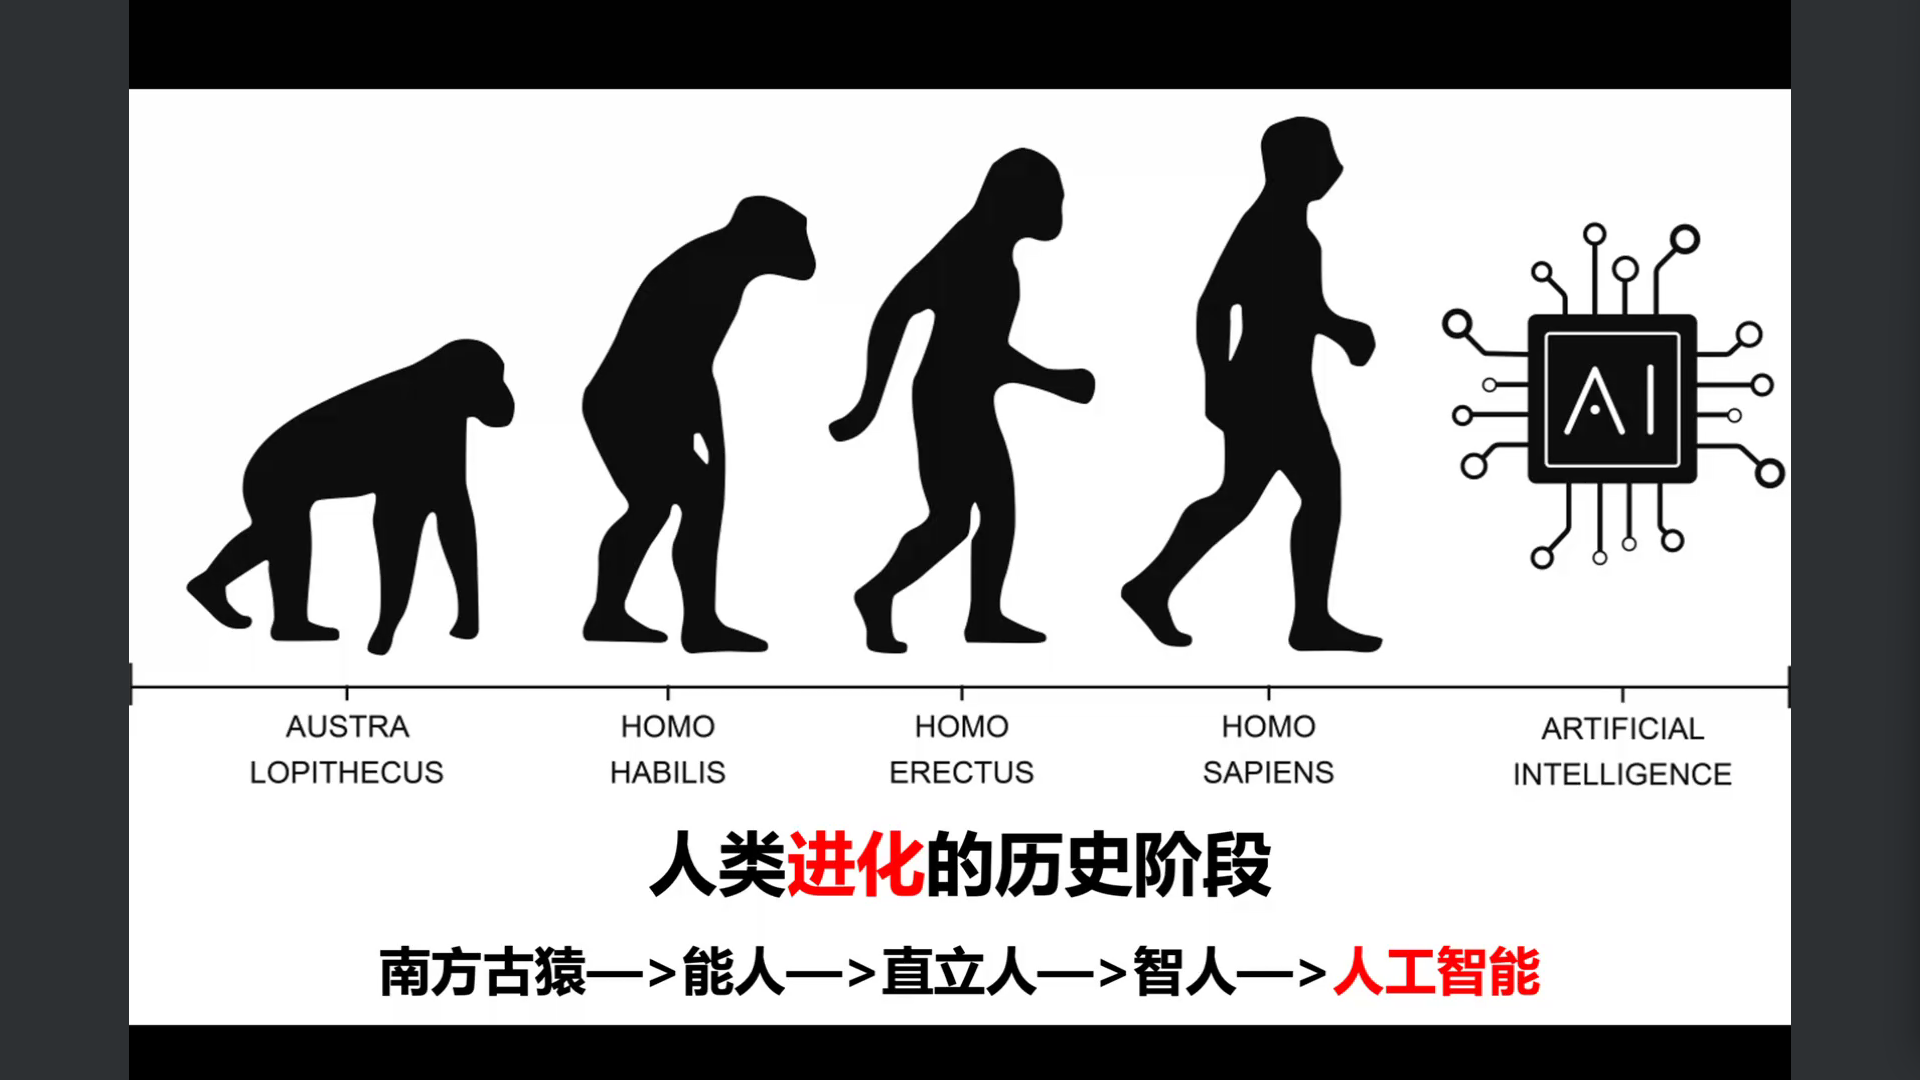 AI
AUSTRA
LOPITHECUS
HOMO
HABILIS
HOMO
ERECTUS
HOMO
SAPIENS
ARTIFICIAL
INTELLIGENCE
人类进化的历史阶段
南方古猿—>能人—>直立人—>智人—>人工智能